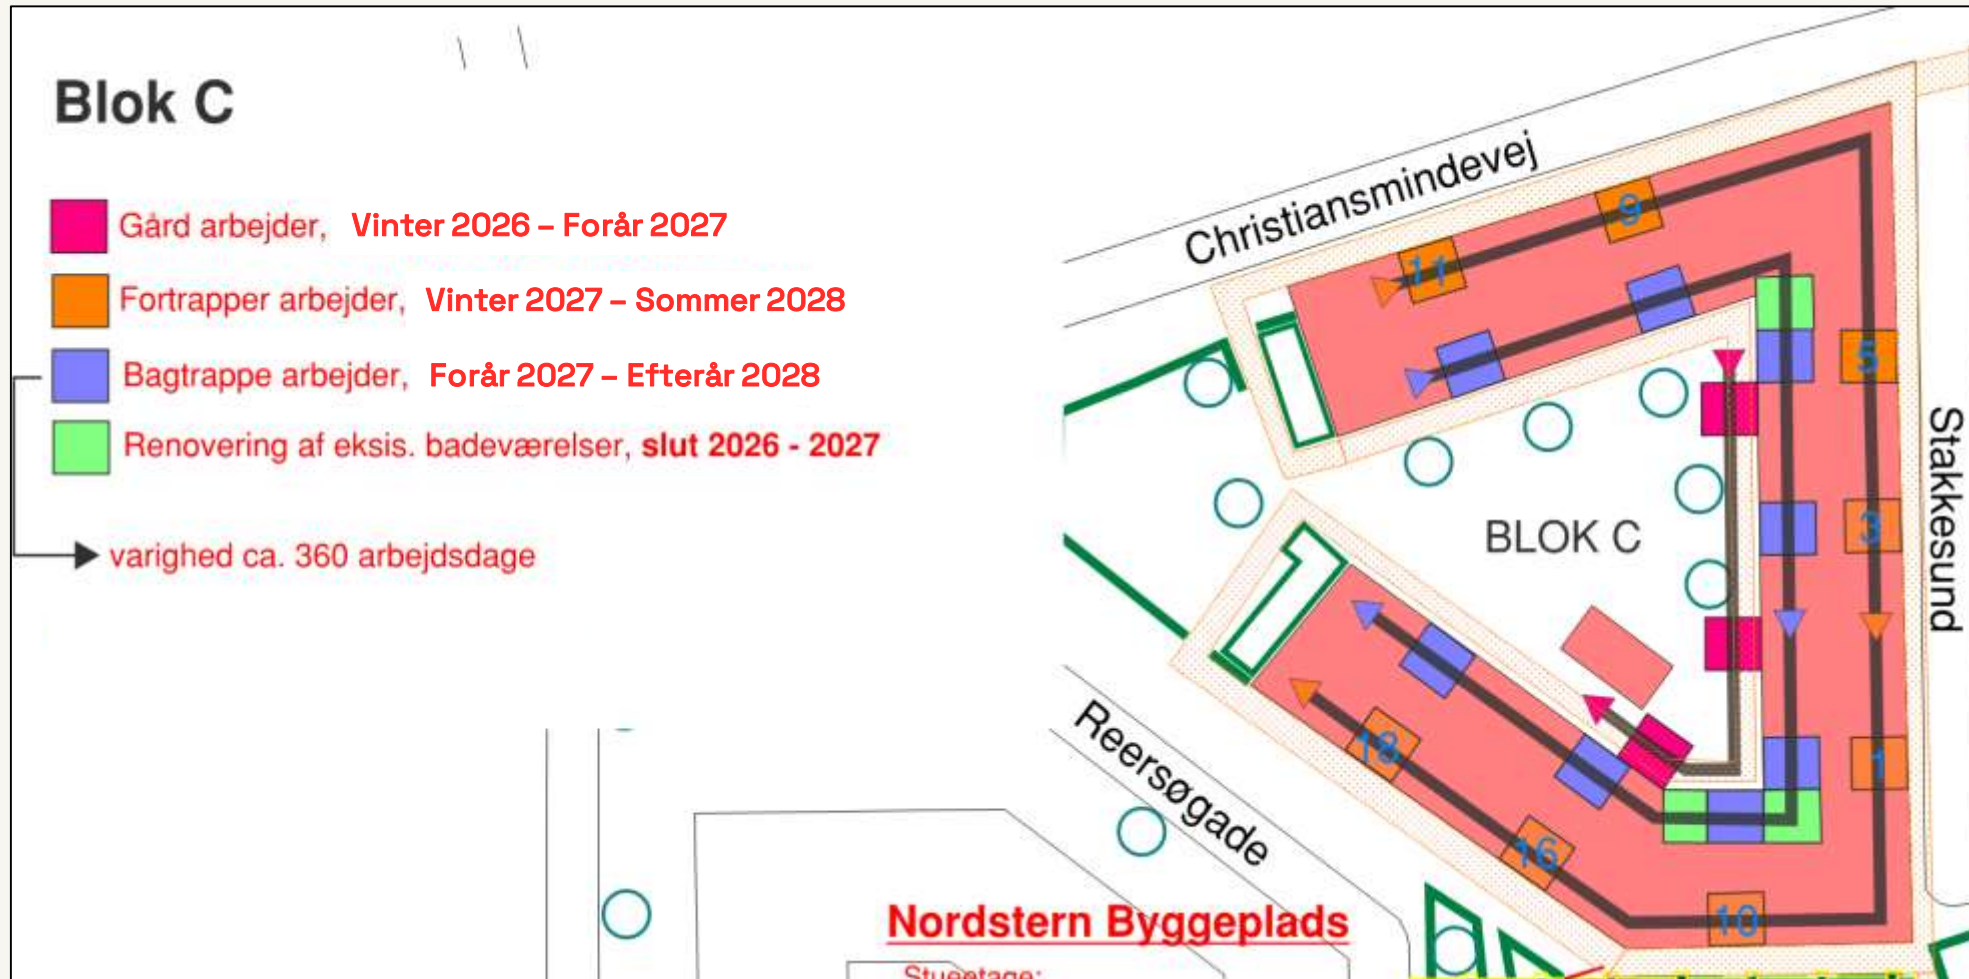 Blok C
Gård arbejder, Vinter 2026 – Forår 2027
Fortrapper arbejder, Vinter 2027 – Sommer 2028
Bagtrappe arbejder, Forår 2027 – Efterår 2028
Renovering af eksis. badeværelser, slut 2026 - 2027
varighed ca. 360 arbejdsdage
Christiansmindevej
9
11
5
Stakkesund
3
BLOK C
1
18
Reersøgade
16
10
Nordstern Byggeplads
Stueetage: